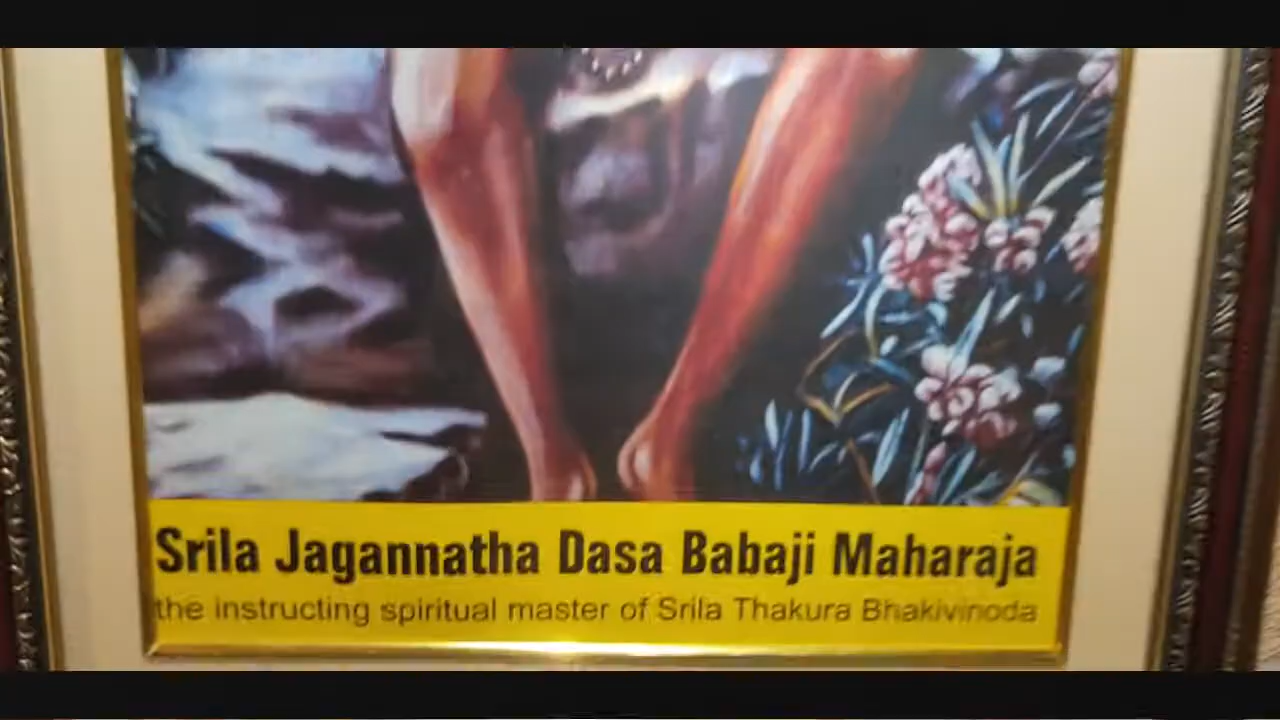 Srila Jagannatha Dasa Babaji Maharaja
the instructing spiritual master of Srila Thakura Bhakivinoda